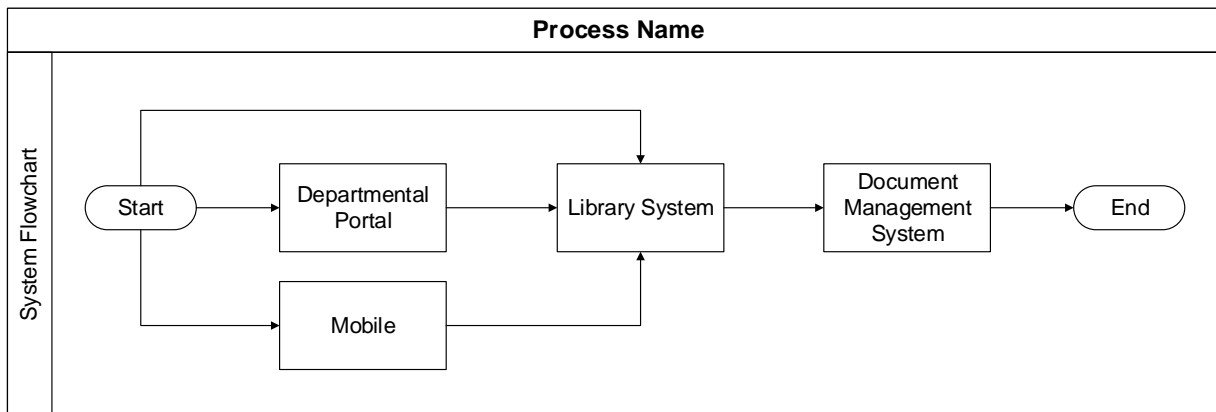 Process Name
System Flowchart
Start
Departmental
Portal
Library System
Document
Management
System
End
Mobile